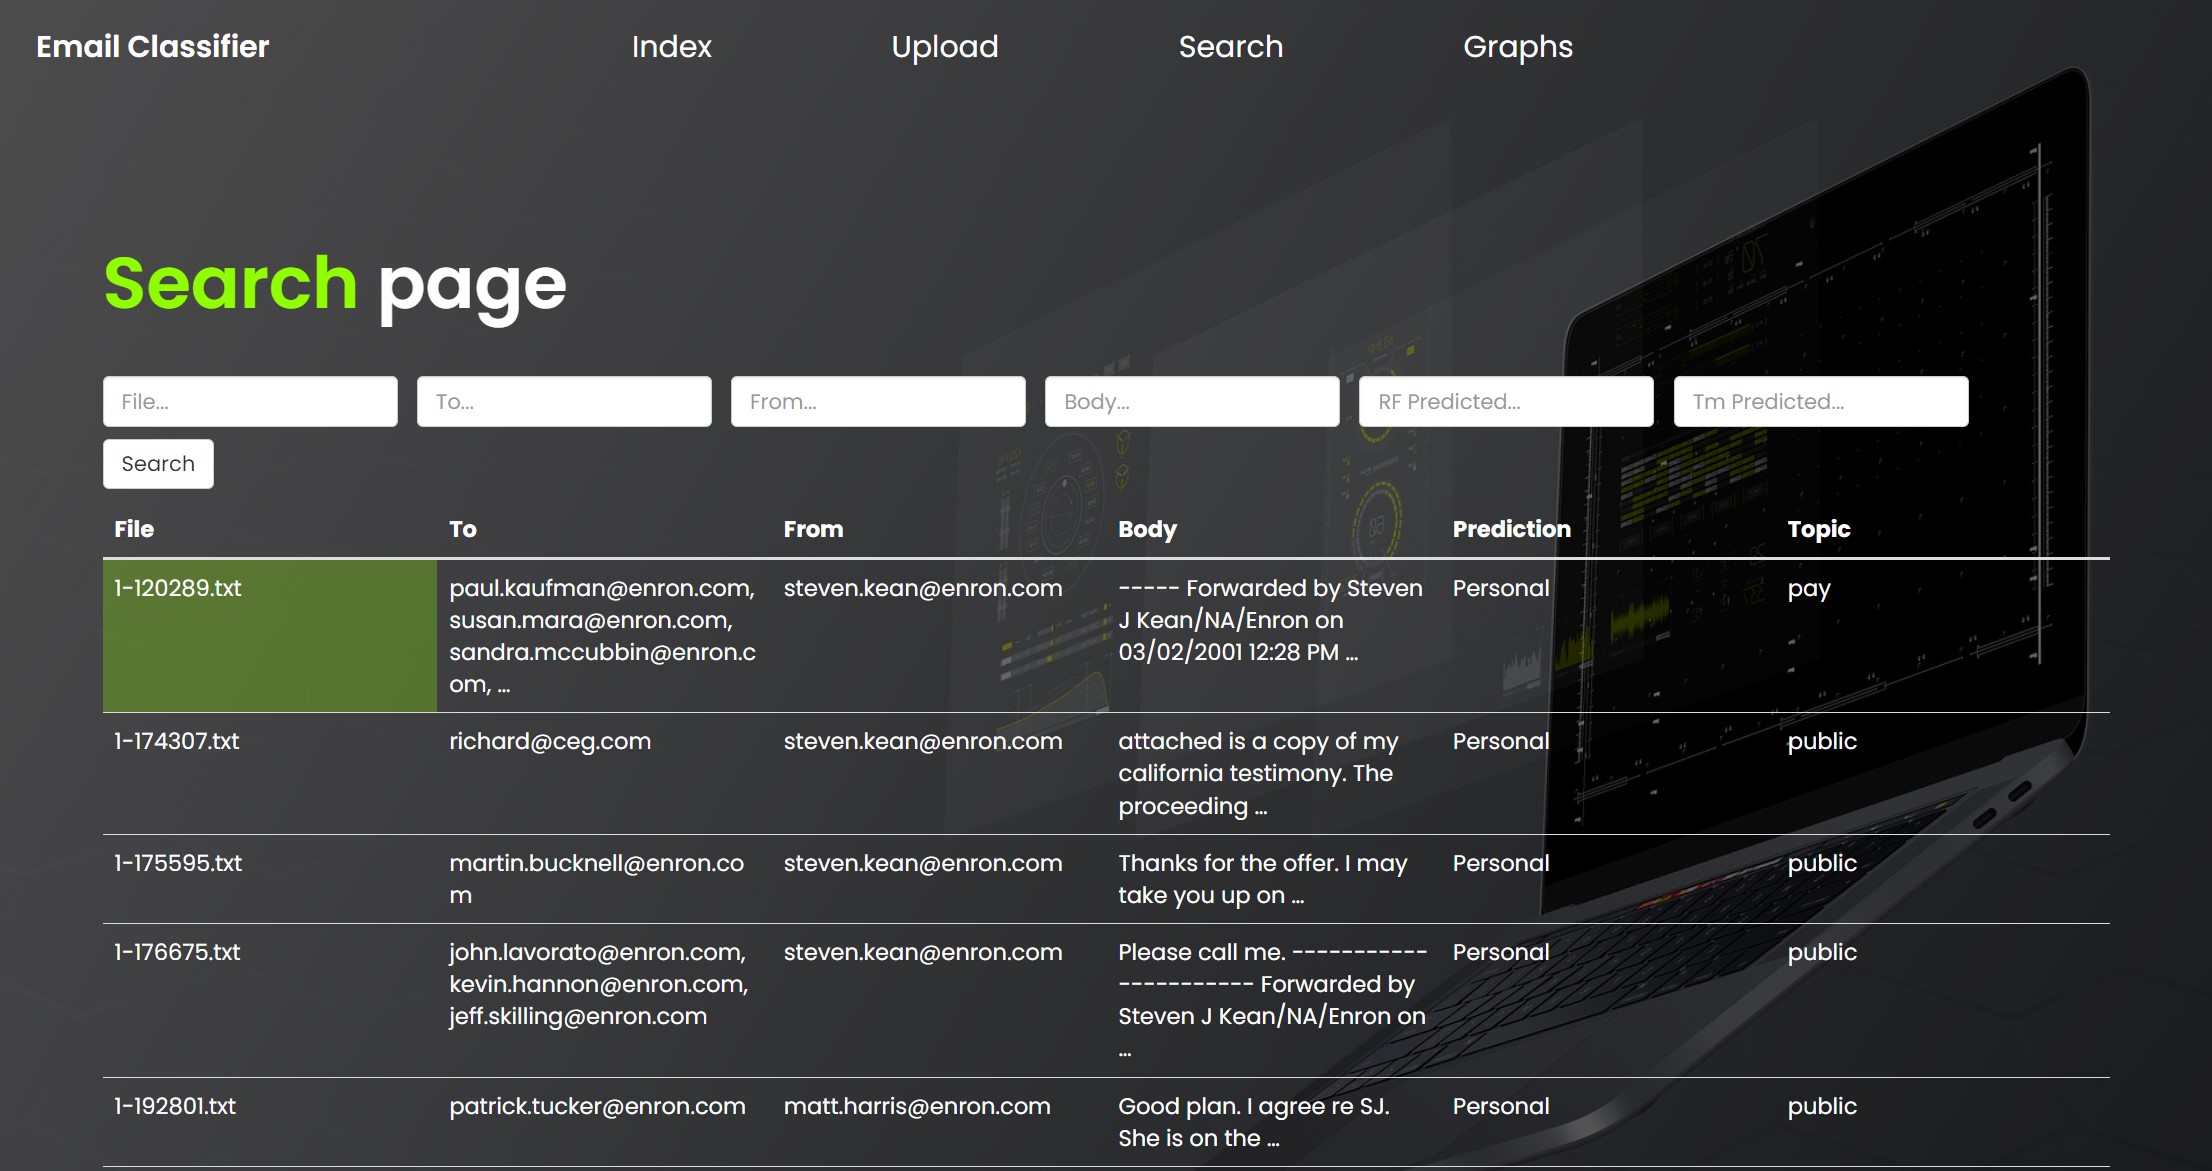 Email Classifier Index Upload Search Graphs
Search page
File... To... From... Body... RF Predicted... Tm Predicted...
Search
File To From Body Prediction Topic
1-120289.txt paul.kaufman@enron.com, steven.kean@enron.com ----- Forwarded by Steven Personal pay
susan.mara@enron.com, J Kean/NA/Enron on
sandra.mccubbin@enron.c 03/02/2001 12:28 PM ...
om, ...
1-174307.txt richard@ceg.com steven.kean@enron.com attached is a copy of my Personal public
california testimony. The
proceeding ...
1-175595.txt martin.bucknell@enron.co steven.kean@enron.com Thanks for the offer. I may Personal public
m take you up on ...
1-176675.txt john.lavorato@enron.com, steven.kean@enron.com Please call me. ----------- Personal public
kevin.hannon@enron.com, ----------- Forwarded by
jeff.skilling@enron.com Steven J Kean/NA/Enron on
...
1-192801.txt patrick.tucker@enron.com matt.harris@enron.com Good plan. I agree re SJ. Personal public
She is on the ...